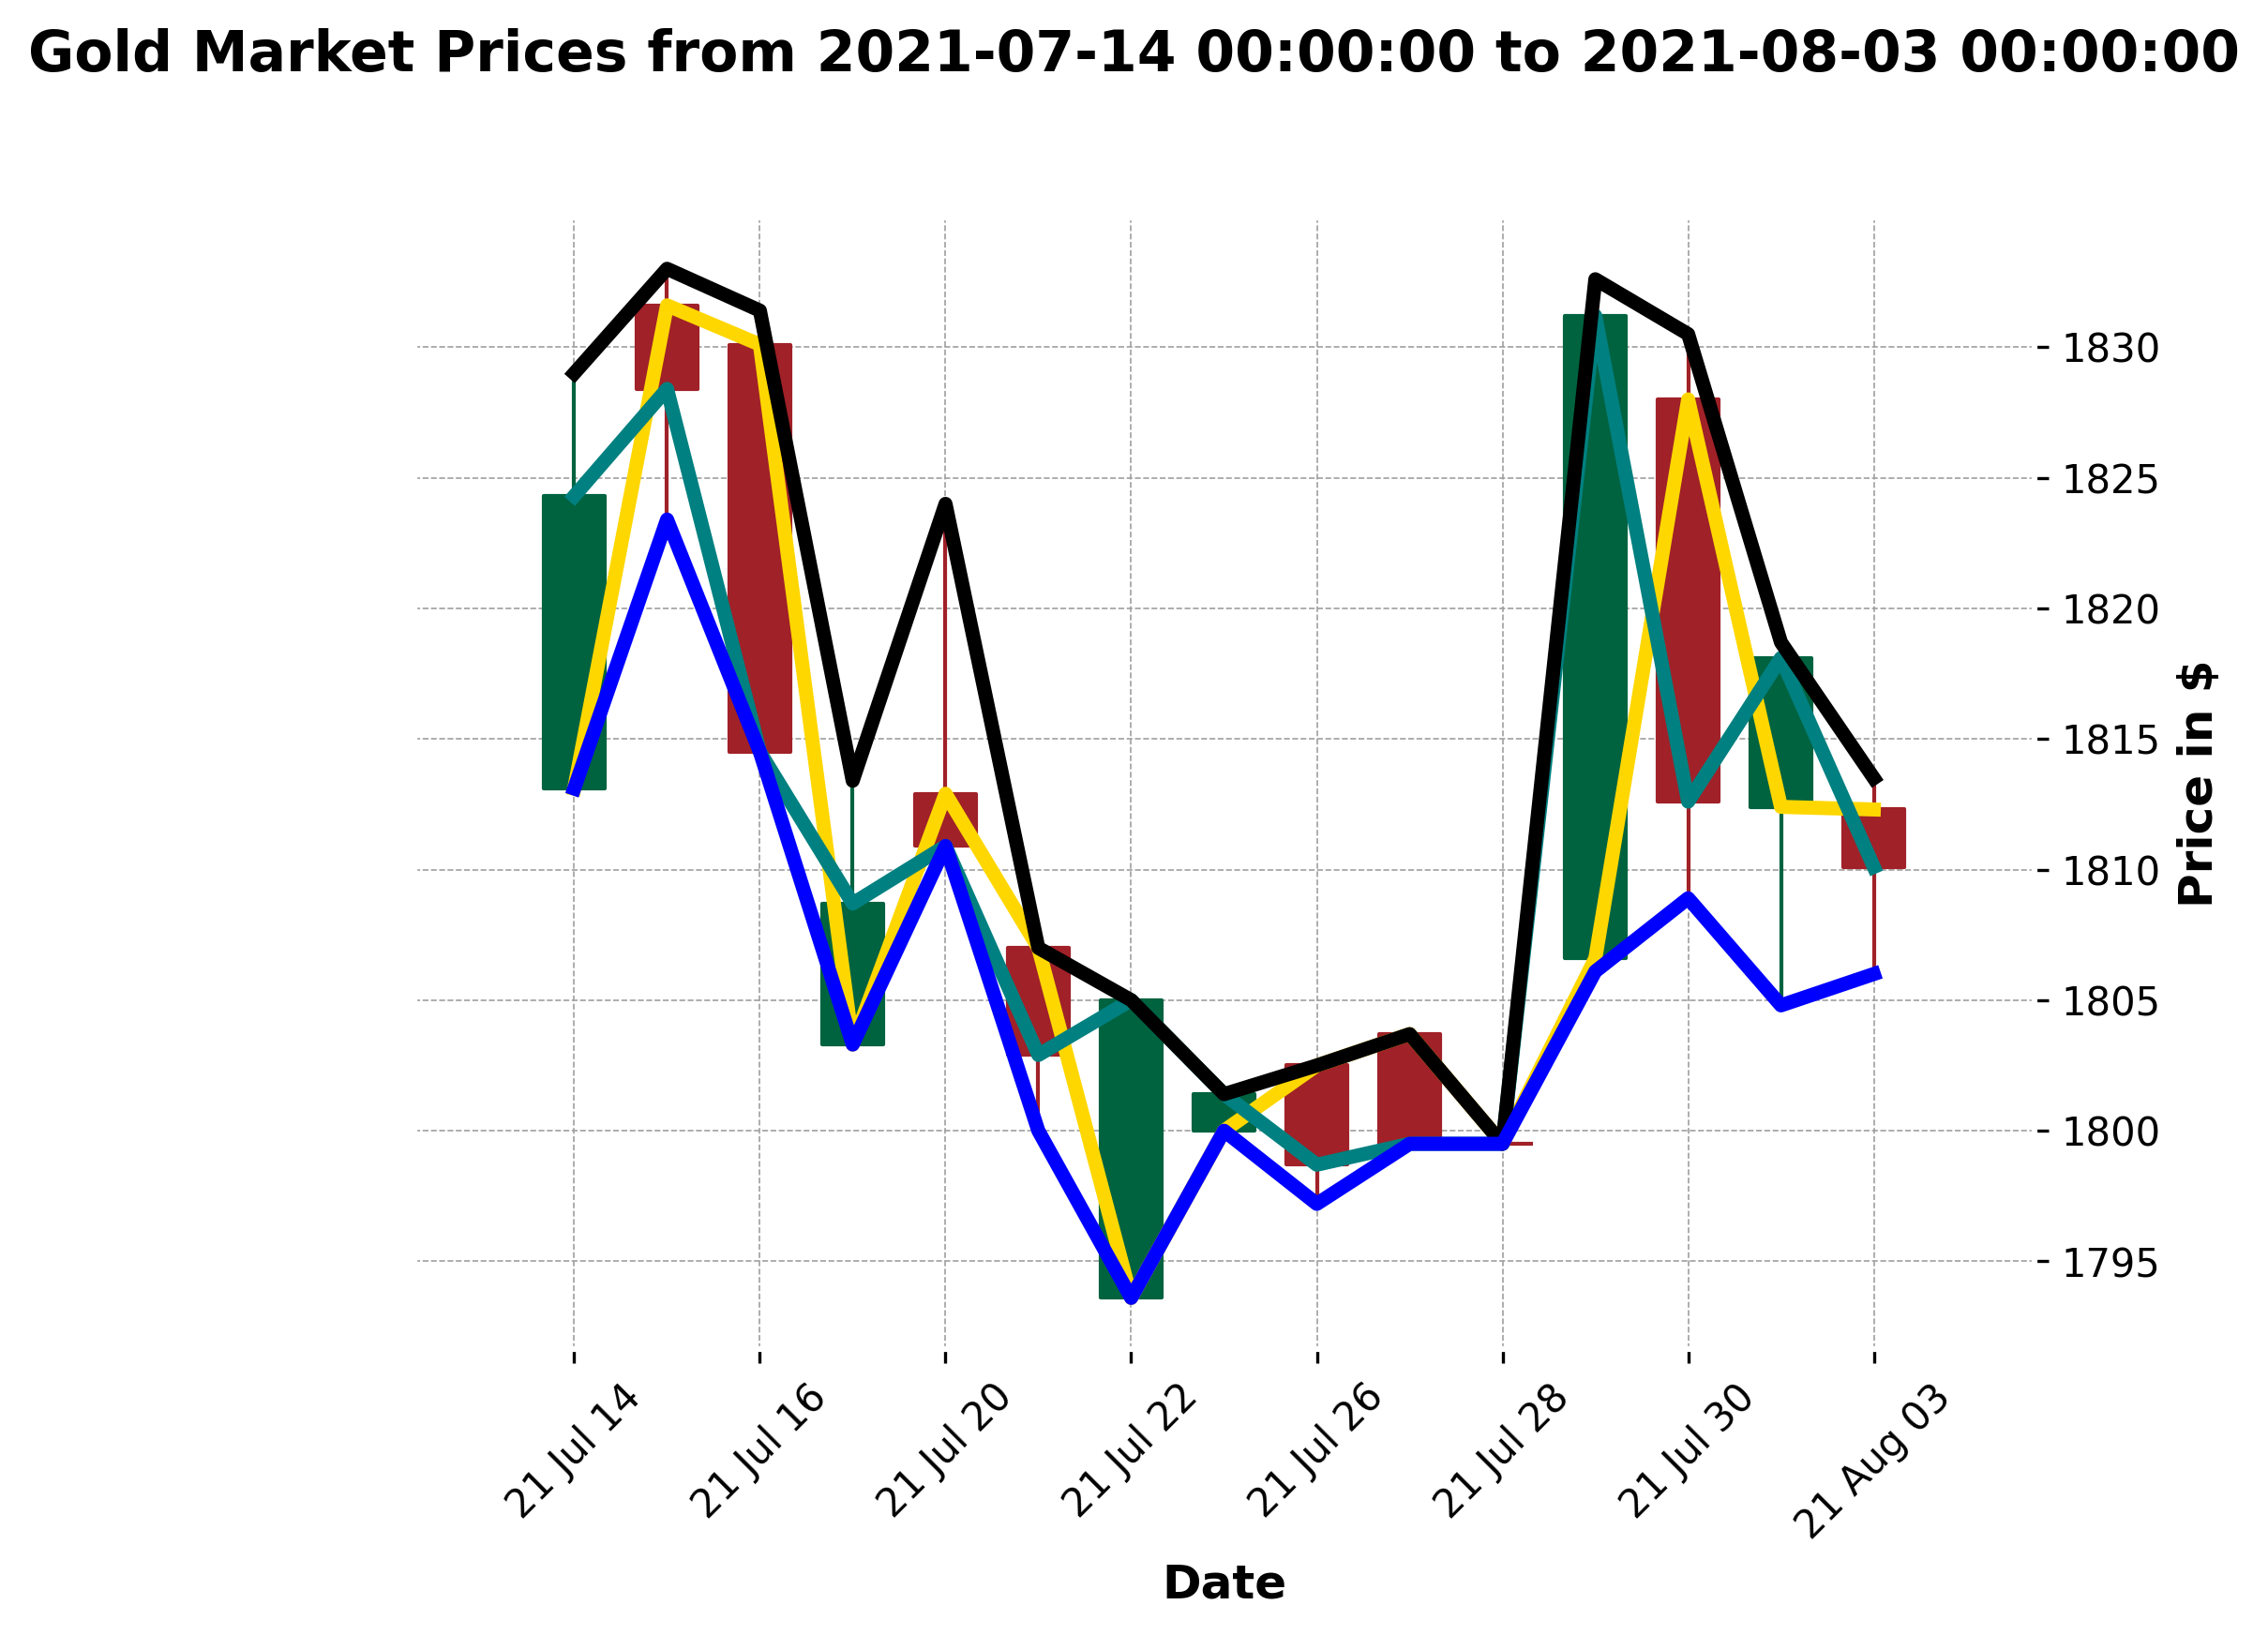 Gold Market Prices from 2021-07-14 00:00:00 to 2021-08-03 00:00:00
1830
1825
1820
1815
1810
1805
1800
1795
Price in $
21 Jul 14
21 Jul 16
21 Jul 20
21 Jul 22
21 Jul 26
21 Jul 28
21 Jul 30
21 Aug 03
Date